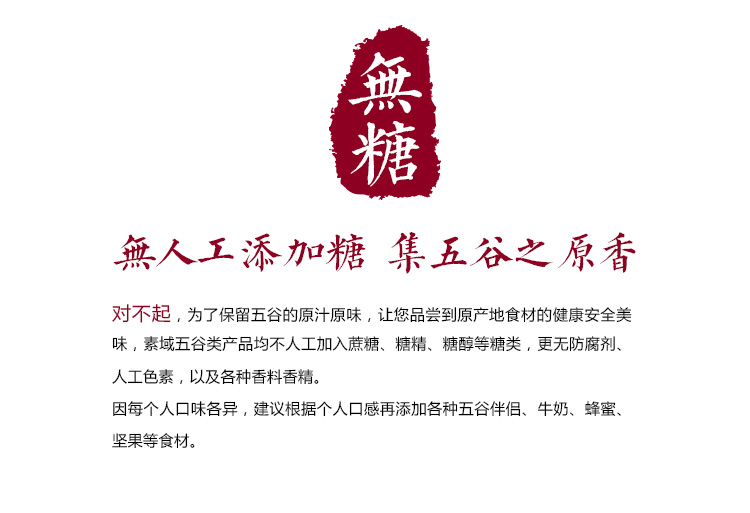 無糖
無人工添加糖 集五谷之原香
对不起，为了保留五谷的原汁原味，让您品尝到原产地食材的健康安全美
味，素域五谷类产品均不人工加入蔗糖、糖精、糖醇等糖类，更无防腐剂、
人工色素，以及各种香料香精。
因每个人口味各异，建议根据个人口感再添加各种五谷伴侣、牛奶、蜂蜜、
坚果等食材。